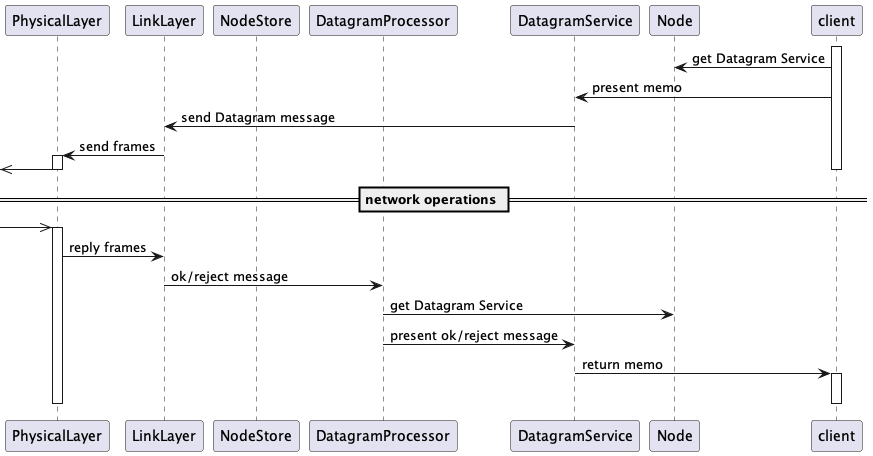 PhysicalLayer LinkLayer NodeStore DatagramProcessor DatagramService Node client
get Datagram Service
present memo
send Datagram message
send frames
network operations
reply frames
ok/reject message
get Datagram Service
present ok/reject message
return memo
PhysicalLayer LinkLayer NodeStore DatagramProcessor DatagramService Node client